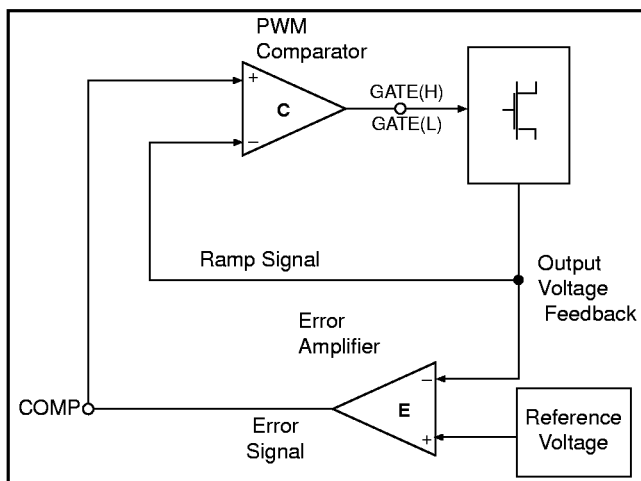 PWM
Comparator
+
C
−
GATE(H)
GATE(L)
Ramp Signal
Output
Voltage
Feedback
Error
Amplifier
−
E
+
COMP
Error
Signal
Reference
Voltage